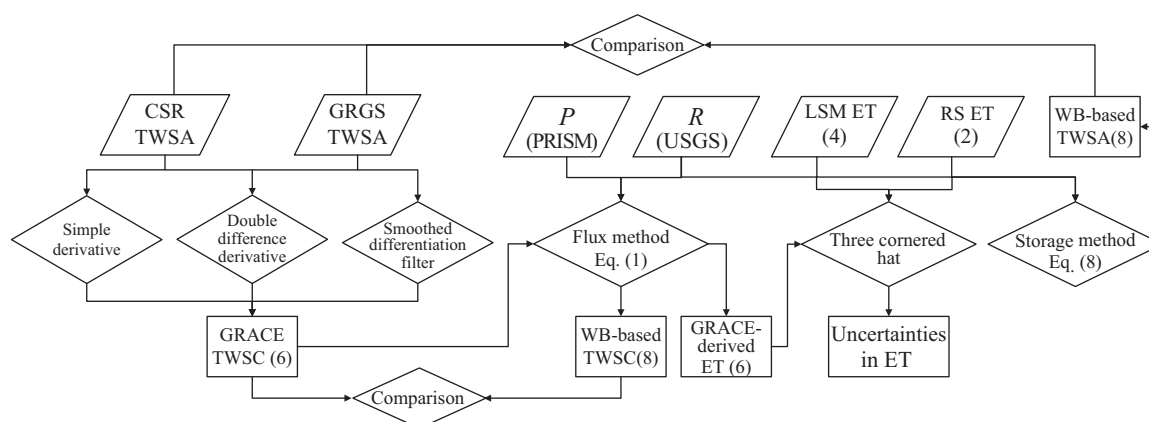 Comparison
CSR
TWSA
GRGS
TWSA
P
(PRISM)
R
(USGS)
LSM ET
(4)
RS ET
(2)
WB-based
TWSA(8)
Simple
derivative
Double
difference
derivative
Smoothed
differentiation
filter
Flux method
Eq. (1)
Three cornered
hat
Storage method
Eq. (8)
GRACE
TWSC (6)
WB-based
TWSC(8)
GRACE-
derived
ET (6)
Uncertainties
in ET
Comparison